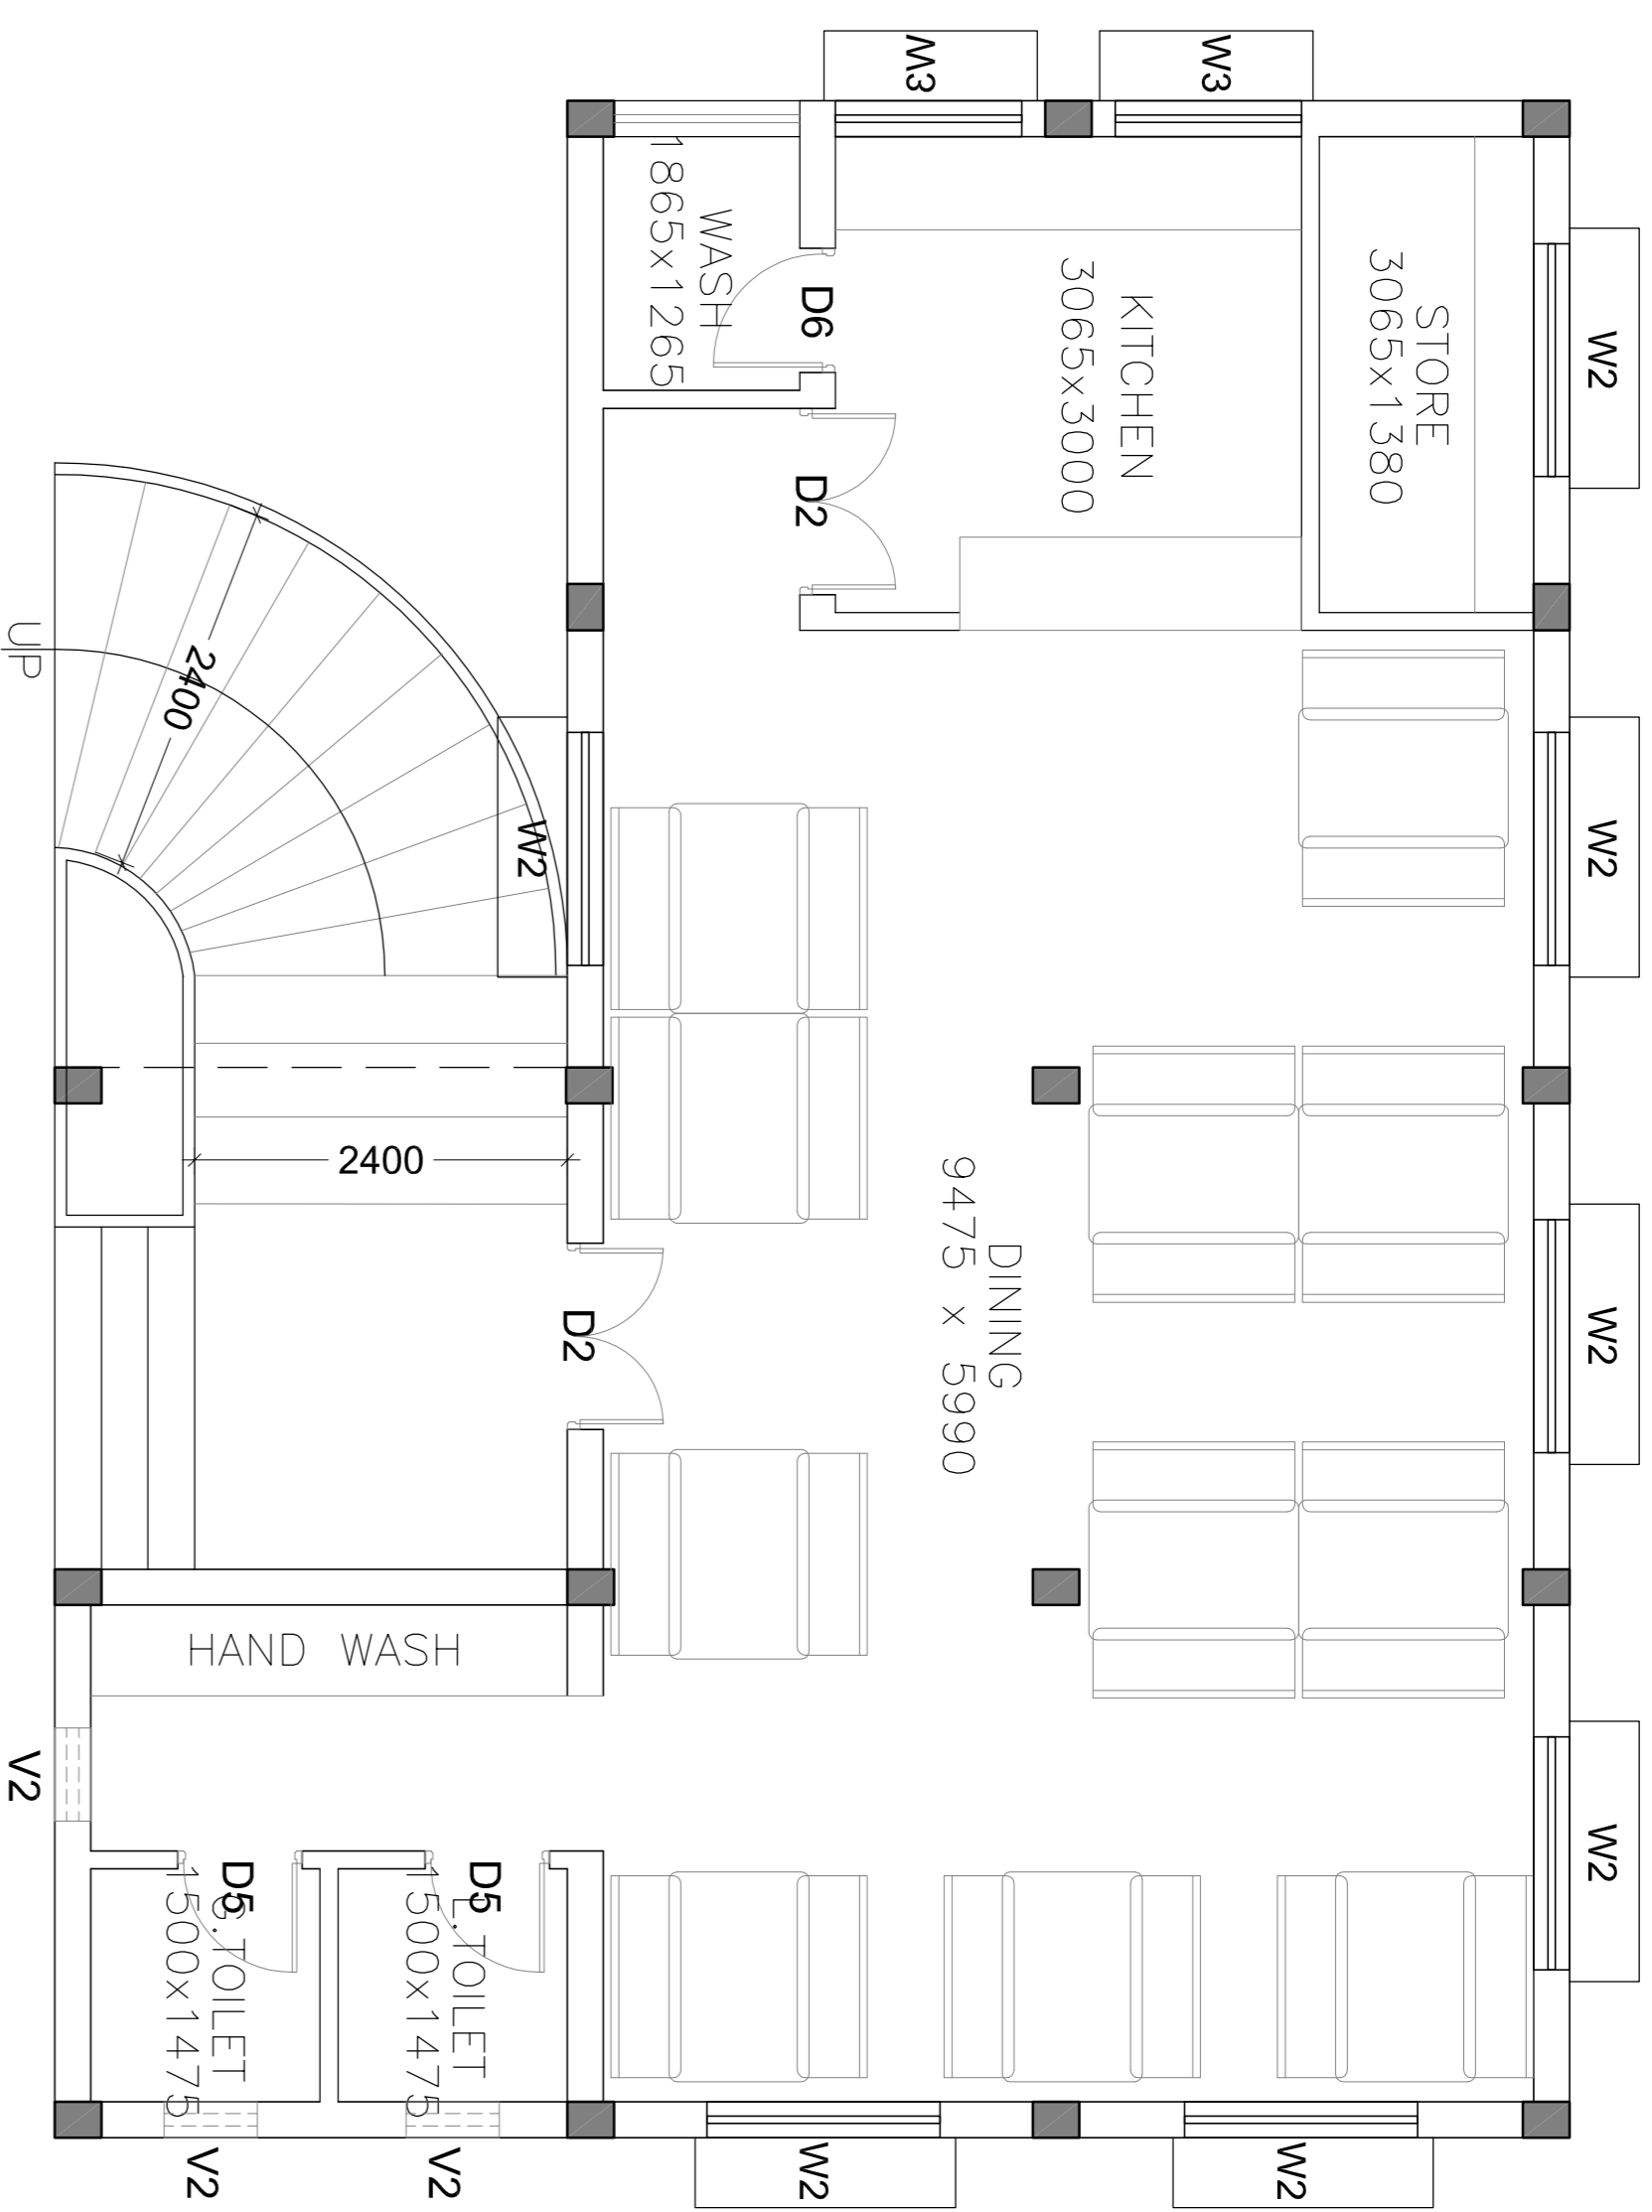 W3
W3
W2
STORE
3065x1380
KITCHEN
3065x3000
WASH
1865x1265
D6
D2
W2
W2
UP
2400
2400
DINING
9475 x 5990
D2
W2
HAND WASH
V2
D5
G.TOILET
1500x1475
D5
L.TOILET
1500x1475
W2
V2
V2
W2
W2